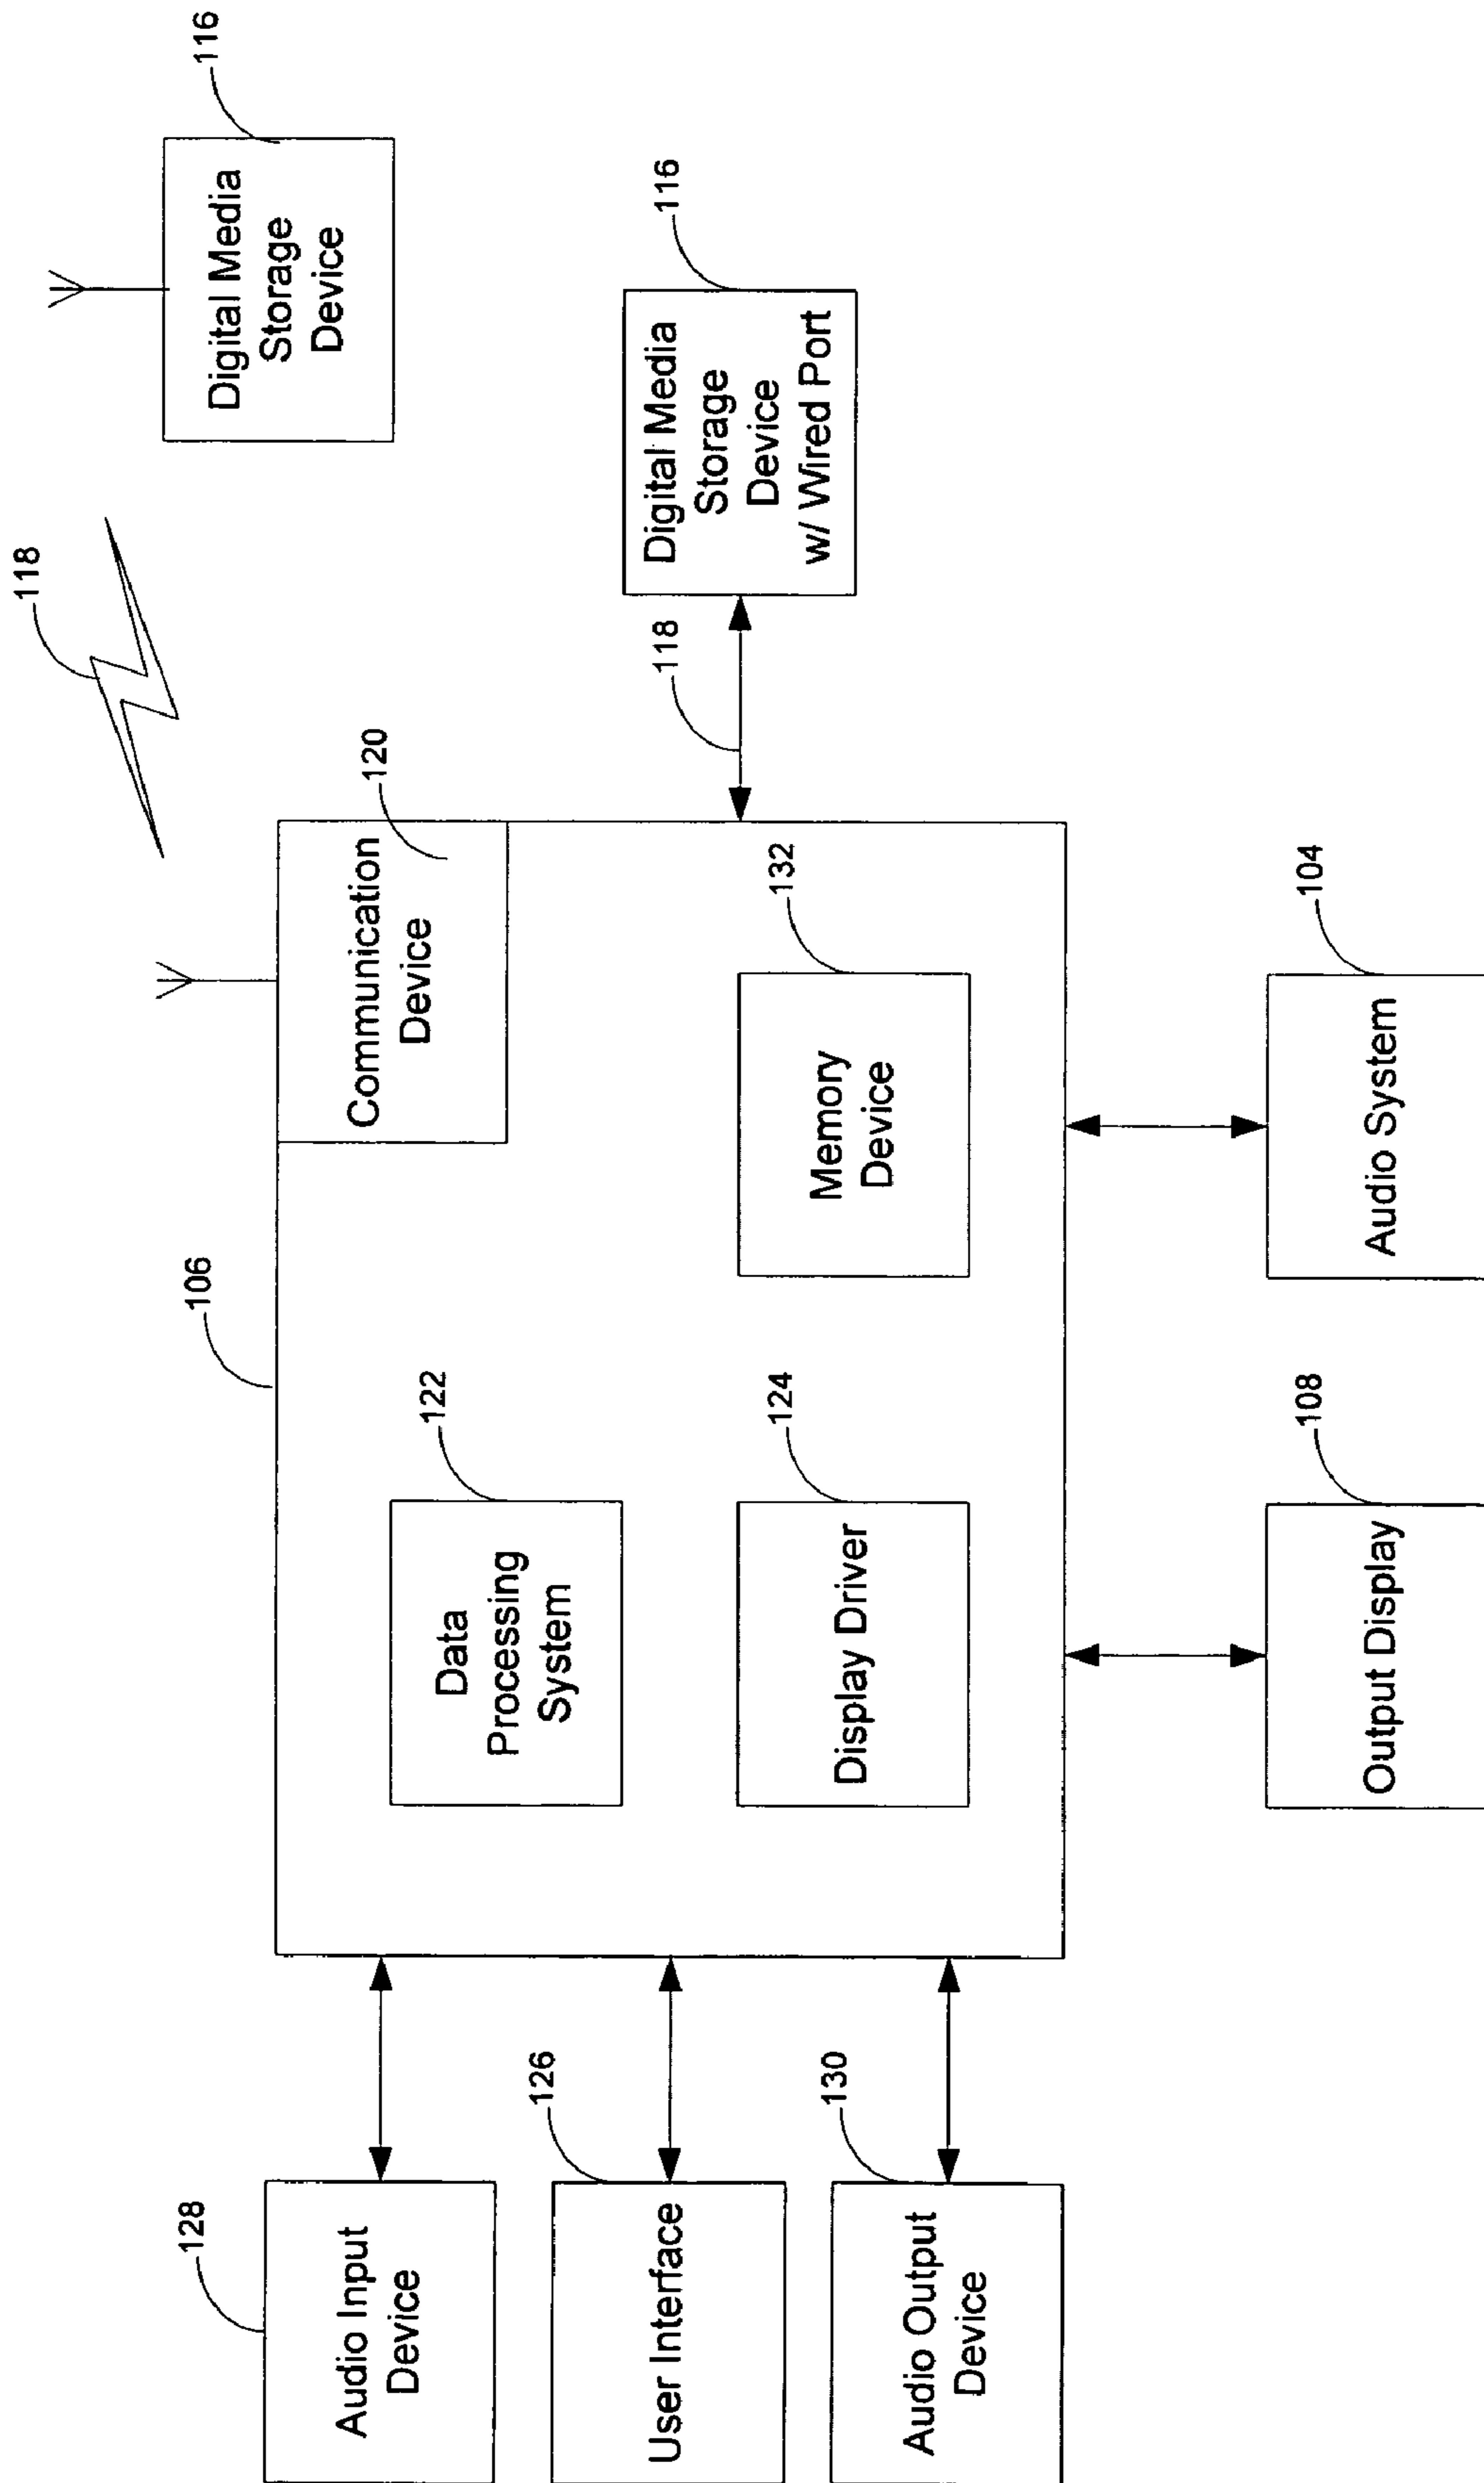 118
116
Digital Media
Storage
Device
120
Communication
Device
118
116
Digital Media
Storage
Device
w/ Wired Port
106
122
Data
Processing
System
124
Display Driver
132
Memory
Device
128
Audio Input
Device
126
User Interface
130
Audio Output
Device
108
Output Display
104
Audio System